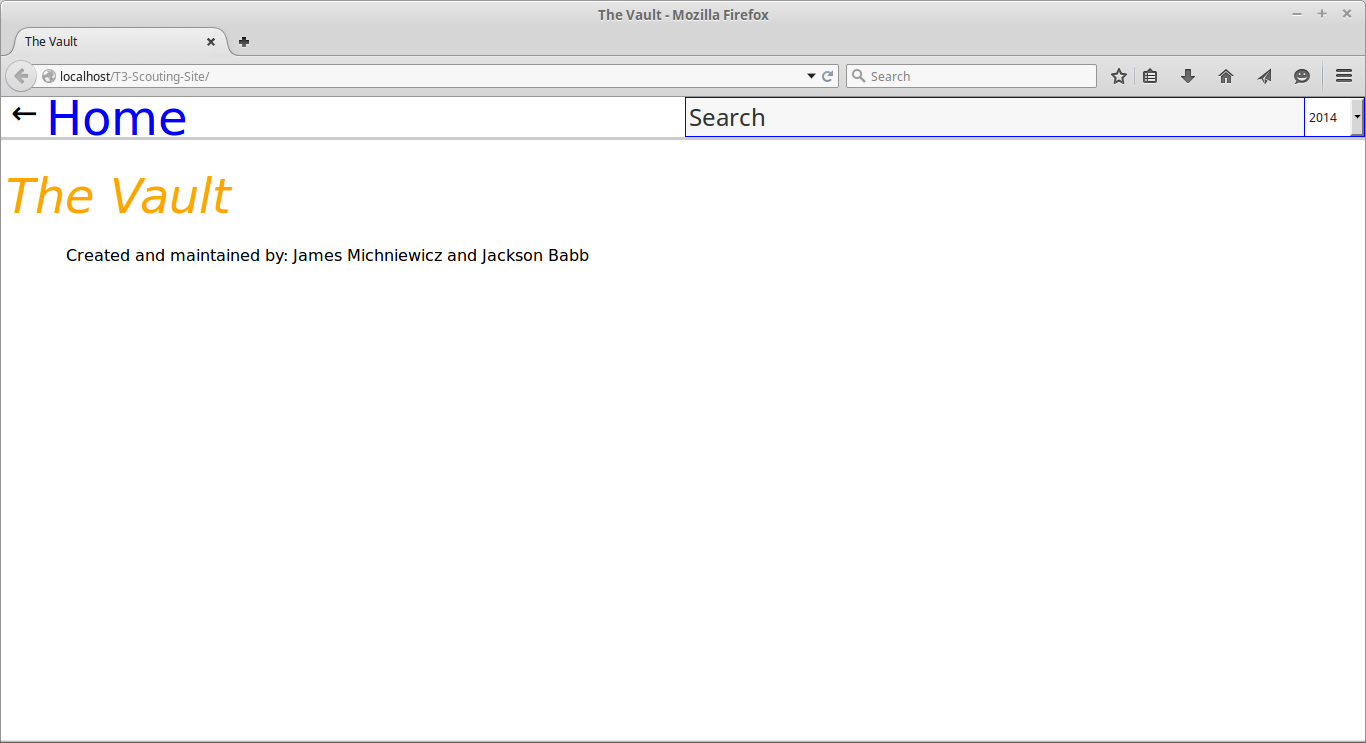 The Vault - Mozilla Firefox
The Vault
localhost/T3-Scouting-Site/
Search
← Home
Search
2014
The Vault
Created and maintained by: James Michniewicz and Jackson Babb